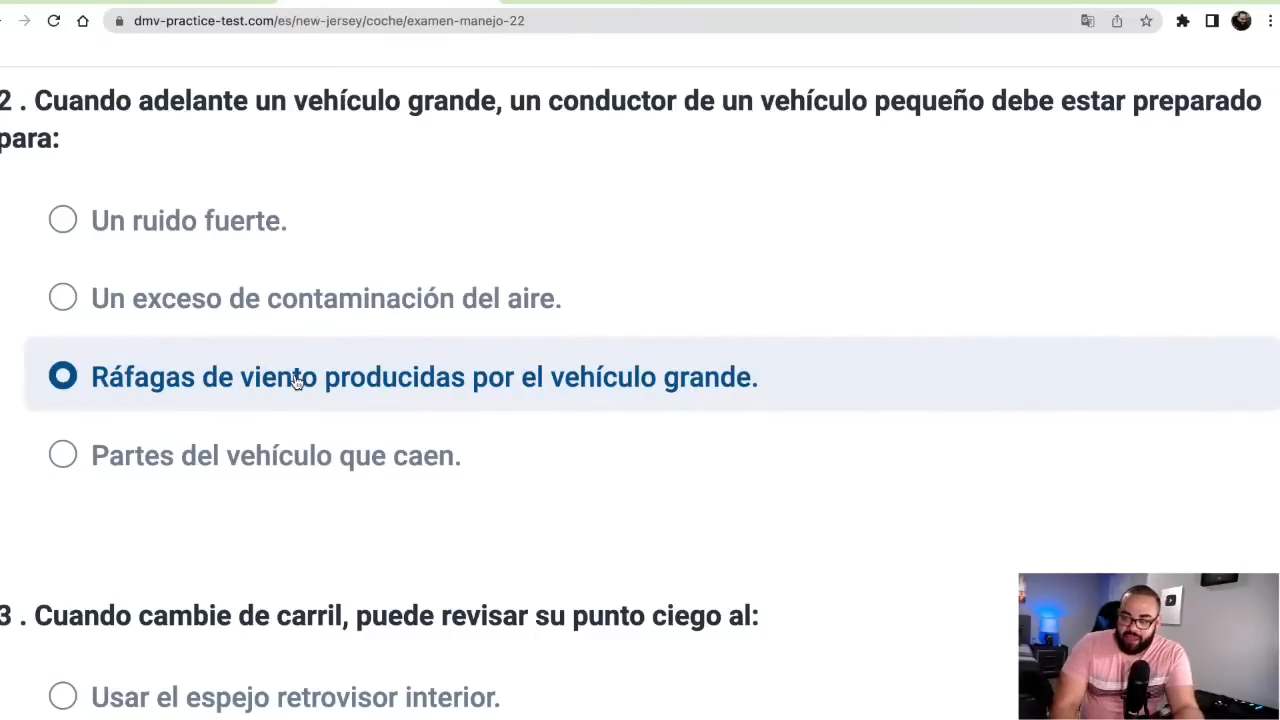 dmv-practice-test.com/es/new-jersey/coche/examen-manejo-22
2 . Cuando adelante un vehículo grande, un conductor de un vehículo pequeño debe estar preparado
para:
Un ruido fuerte.
Un exceso de contaminación del aire.
Ráfagas de viento producidas por el vehículo grande.
Partes del vehículo que caen.
3 . Cuando cambie de carril, puede revisar su punto ciego al:
Usar el espejo retrovisor interior.